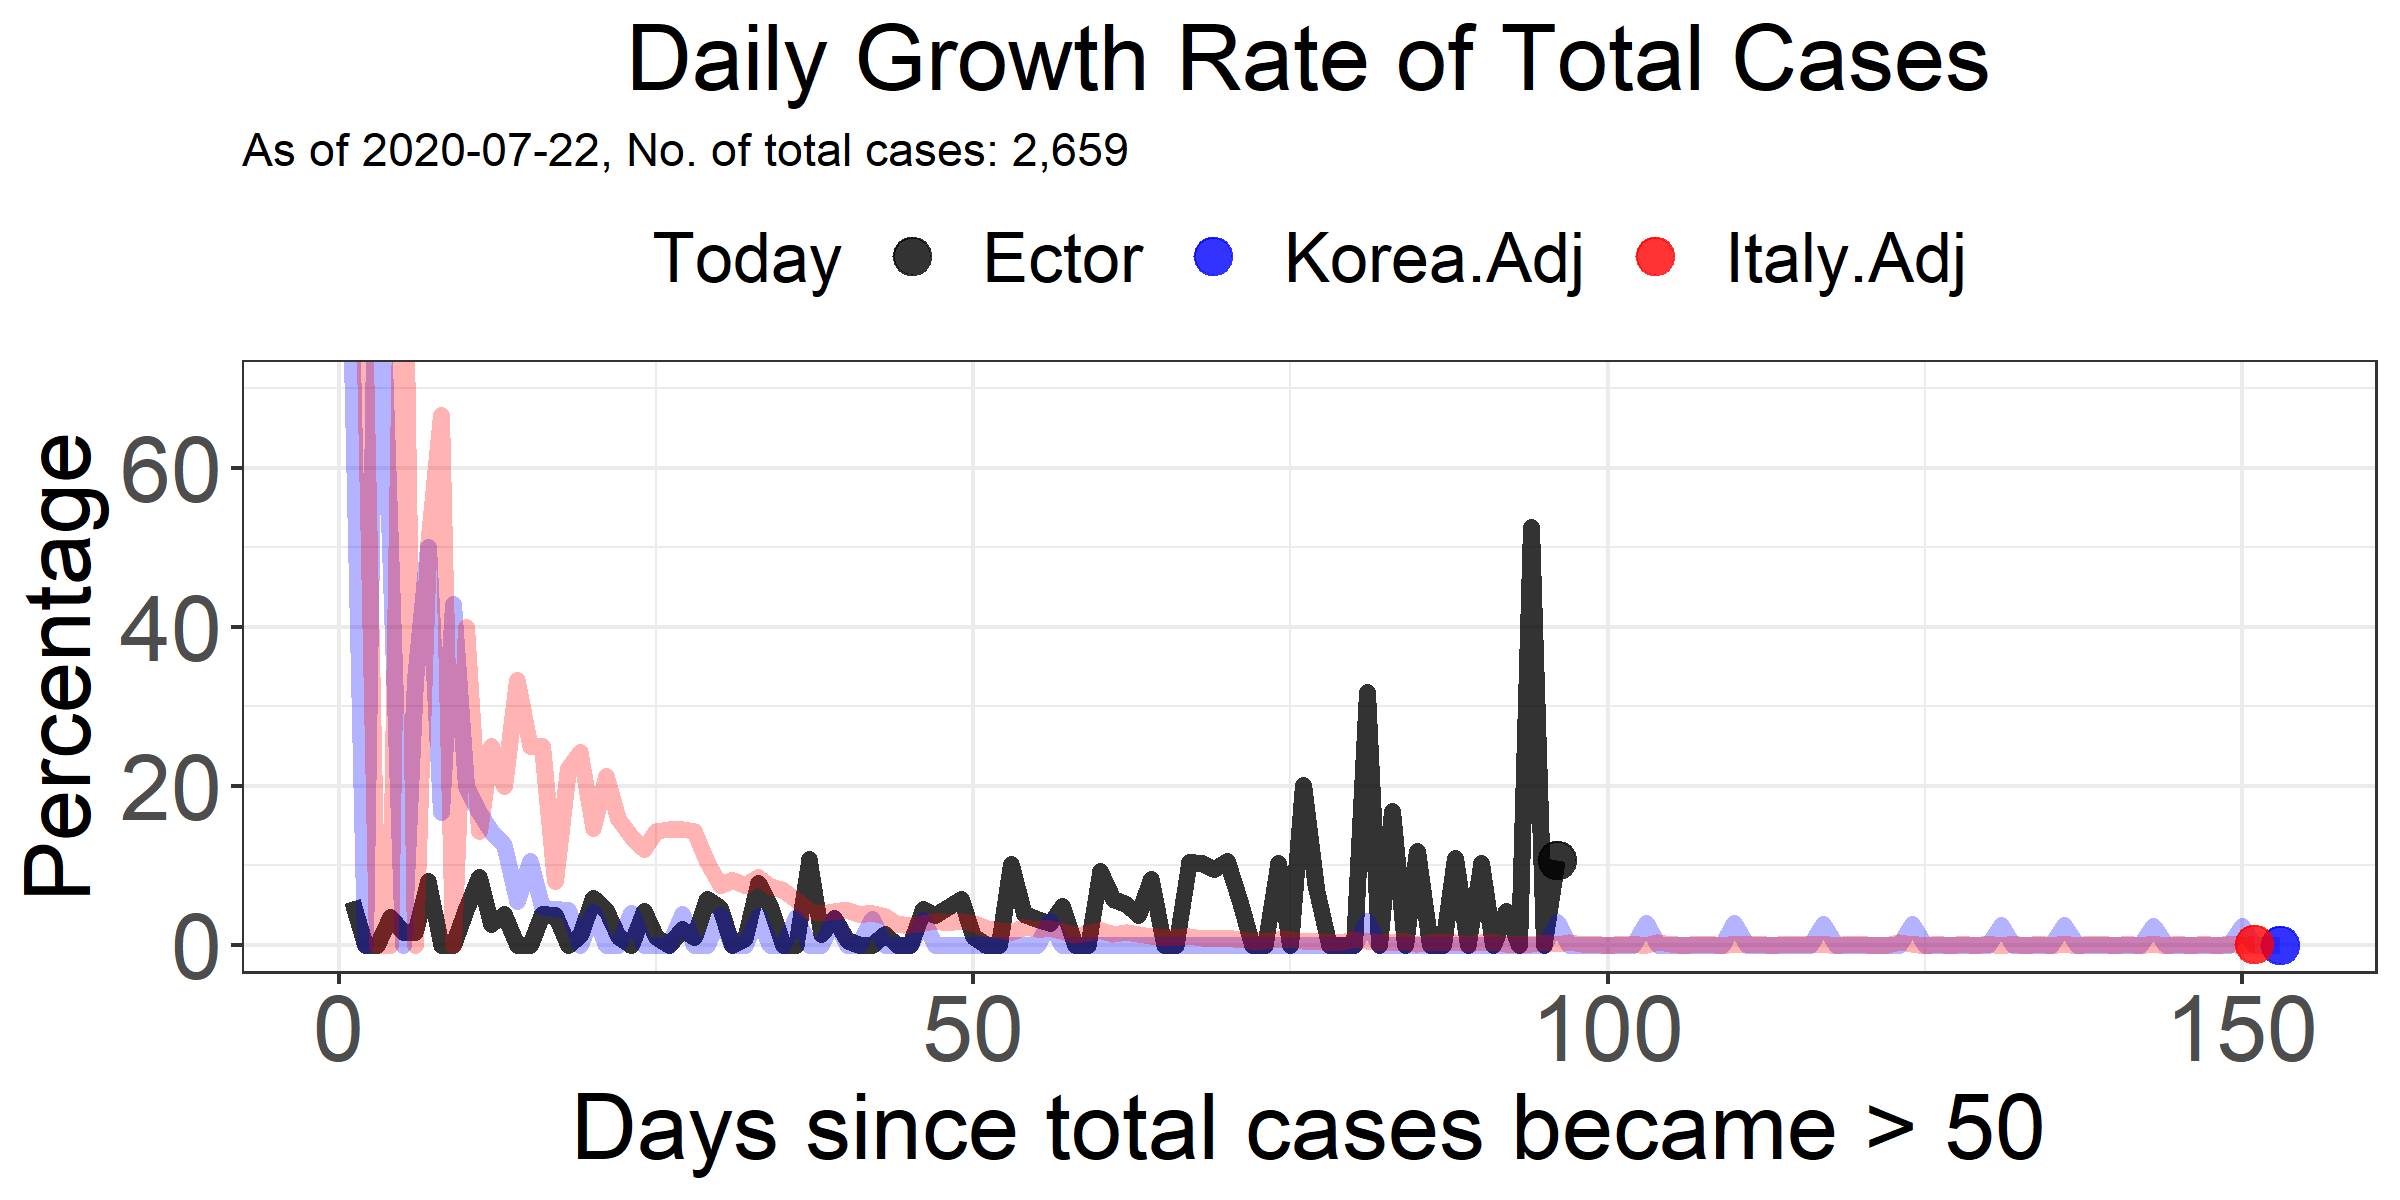 Daily Growth Rate of Total Cases
As of 2020-07-22, No. of total cases: 2,659
Today Ector Korea.Adj Italy.Adj
Percentage
60
40
20
0
0 50 100 150
Days since total cases became > 50